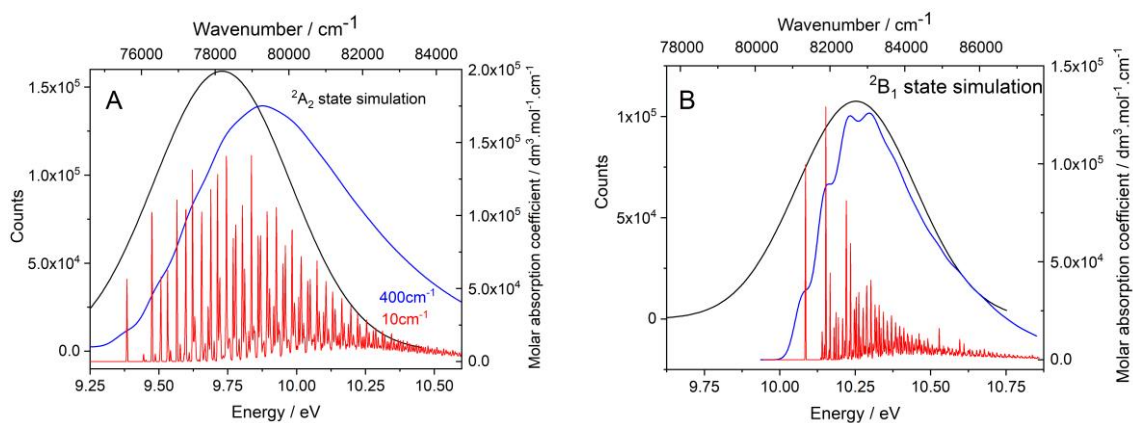 Wavenumber / cm-1
76000 78000 80000 82000 84000
A
2A2 state simulation
400cm-1
10cm-1
1.5x10^5
1.0x10^5
5.0x10^4
0.0
Counts
2.0x10^5
1.5x10^5
1.0x10^5
5.0x10^4
0.0
Molar absorption coefficient / dm3.mol-1.cm-1
9.25 9.50 9.75 10.00 10.25 10.50
Energy / eV
Wavenumber / cm-1
78000 80000 82000 84000 86000
B
2B1 state simulation
1x10^5
5x10^4
0
Counts
1.5x10^5
1.0x10^5
5.0x10^4
0.0
Molar absorption coefficient / dm3.mol-1.cm-1
9.75 10.00 10.25 10.50 10.75
Energy / eV